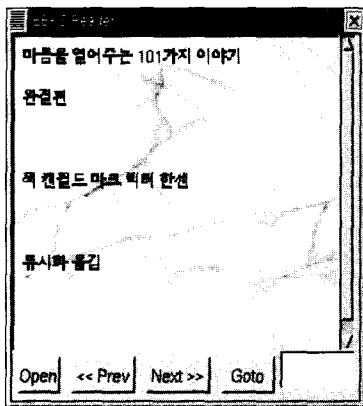 Reader
마음을 열어주는 101가지 이야기
완결편
잭 캔필드 마크 빅터 한센
류시화 옮김
Open
<< Prev
Next >>
Goto